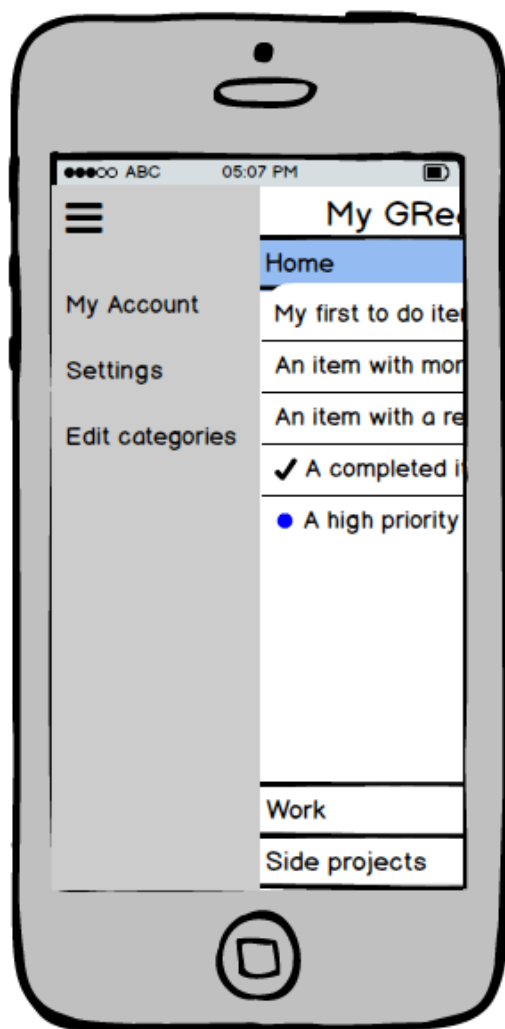 ABC 05:07 PM
My GRea
My Account
Settings
Edit categories
Home
My first to do ite
An item with mor
An item with a re
✓ A completed i
A high priority
Work
Side projects